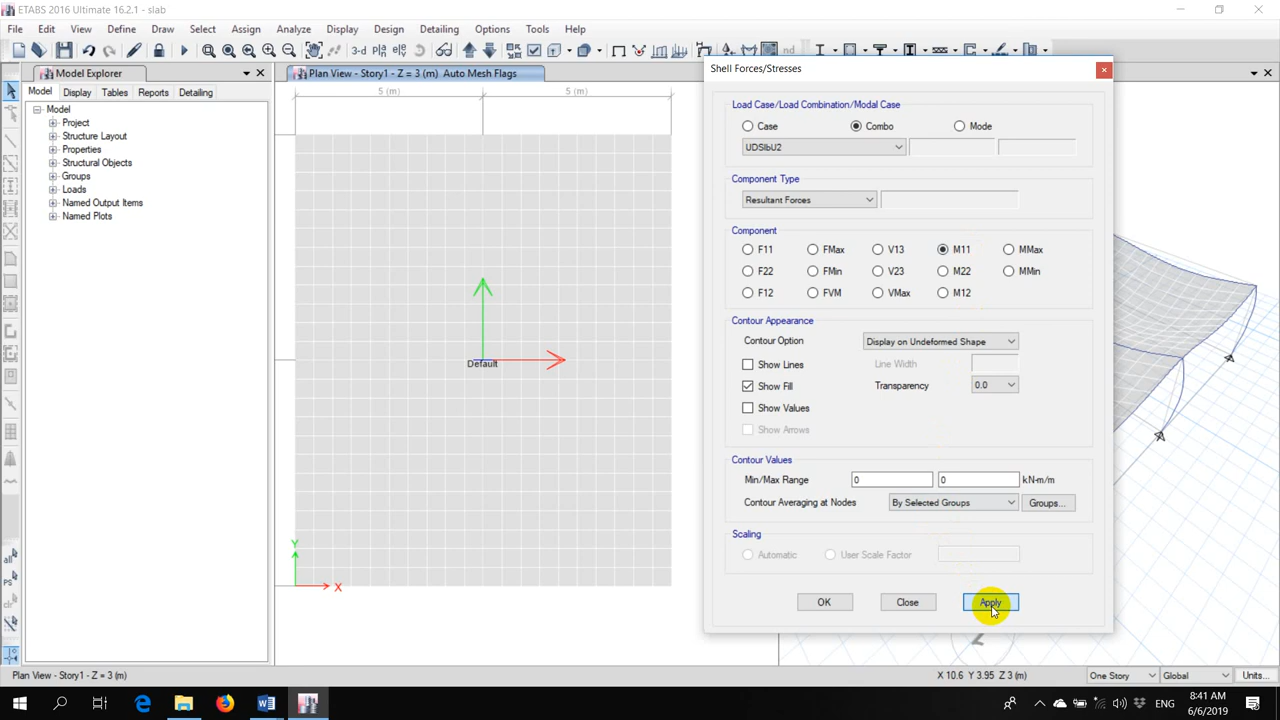 ETABS 2016 Ultimate 16.2.1 - slab
File Edit View Define Draw Select Assign Analyze Display Design Detailing Options Tools Help
3-d nd
Model Explorer
Plan View - Story1 - Z = 3 (m) Auto Mesh Flags
Model Display Tables Reports Detailing
Model
Project
Structure Layout
Properties
Structural Objects
Groups
Loads
Named Output Items
Named Plots
5 (m) 5 (m)
Default
Y
X
Shell Forces/Stresses
Load Case/Load Combination/Modal Case
Case Combo Mode
UDSlbU2
Component Type
Resultant Forces
Component
F11 FMax V13 M11 MMax
F22 FMin V23 M22 MMin
F12 FVM VMax M12
Contour Appearance
Contour Option Display on Undeformed Shape
Show Lines Line Width
Show Fill Transparency 0.0
Show Values
Show Arrows
Contour Values
Min/Max Range 0 0 kN-m/m
Contour Averaging at Nodes By Selected Groups Groups...
Scaling
Automatic User Scale Factor
OK Close Apply
all
PS
clr
Plan View - Story1 - Z = 3 (m) X 10.6 Y 3.95 Z 3 (m) One Story Global Units...
ENG
8:41 AM
6/6/2019